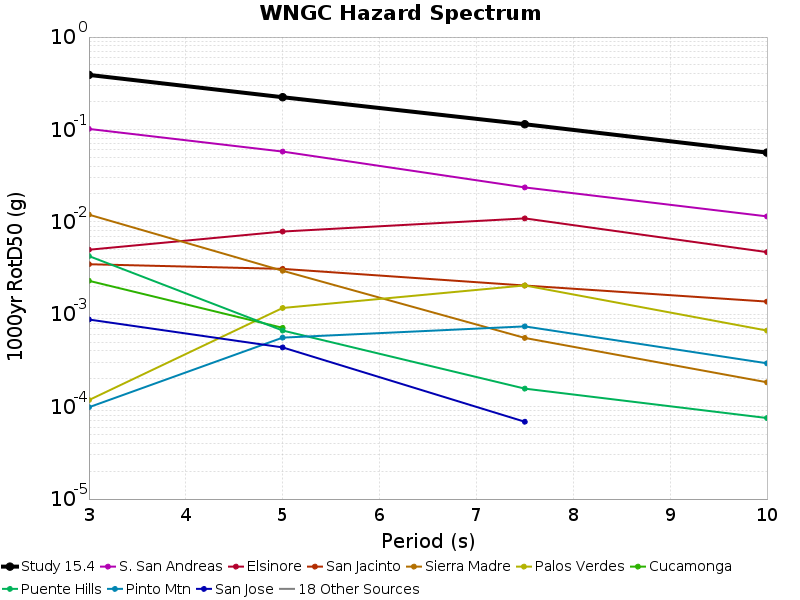 WNGC Hazard Spectrum
10^0
10^-1
10^-2
10^-3
10^-4
10^-5
1000yr RotD50 (g)
3 4 5 6 7 8 9 10
Period (s)
Study 15.4 S. San Andreas Elsinore San Jacinto Sierra Madre Palos Verdes Cucamonga
Puente Hills Pinto Mtn San Jose 18 Other Sources